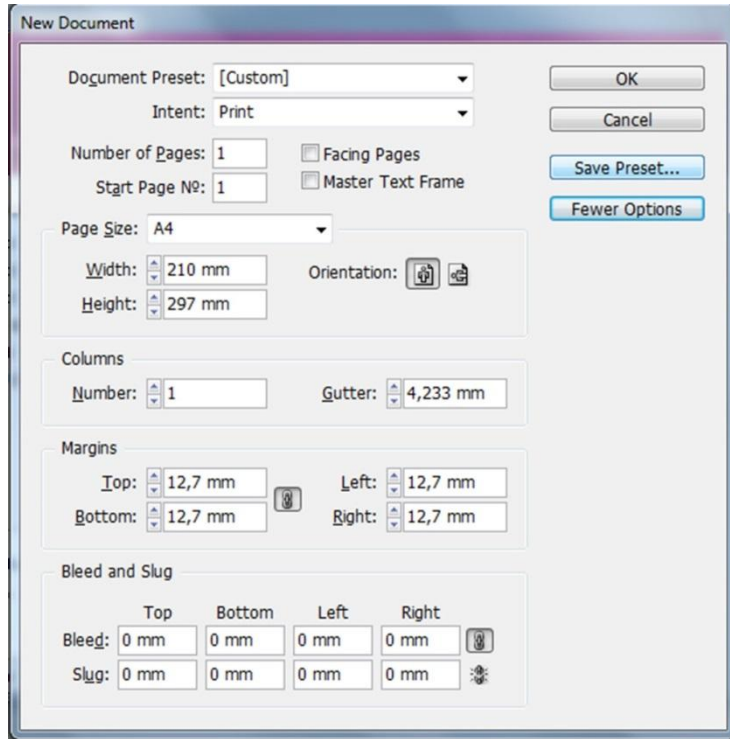 New Document
Document Preset: [Custom]
OK
Intent: Print
Cancel
Number of Pages: 1
Facing Pages
Save Preset...
Start Page Nº: 1
Master Text Frame
Fewer Options
Page Size: A4
Width: 210 mm
Orientation:
Height: 297 mm
Columns
Number: 1
Gutter: 4,233 mm
Margins
Top: 12,7 mm
Left: 12,7 mm
Bottom: 12,7 mm
Right: 12,7 mm
Bleed and Slug
Top Bottom Left Right
Bleed: 0 mm 0 mm 0 mm 0 mm
Slug: 0 mm 0 mm 0 mm 0 mm